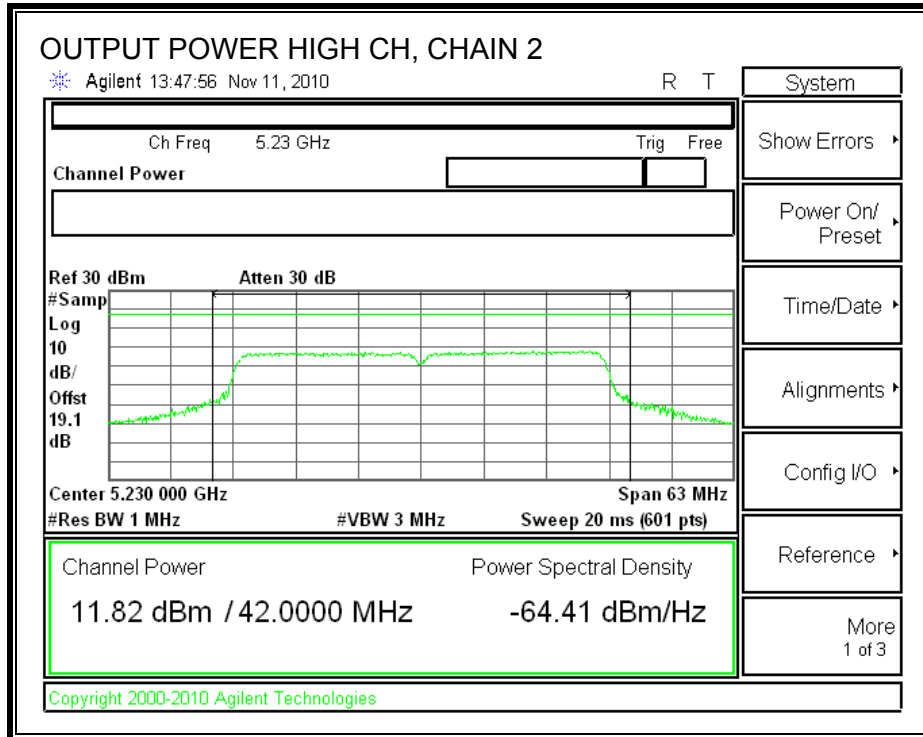 OUTPUT POWER HIGH CH, CHAIN 2
Agilent 13:47:56 Nov 11, 2010 R T
System
Ch Freq 5.23 GHz Trig Free
Channel Power
Show Errors
Power On/
Preset
Ref 30 dBm Atten 30 dB
#Samp
Log
10
dB/
Offst
19.1
dB
Time/Date
Alignments
Center 5.230 000 GHz Span 63 MHz
#Res BW 1 MHz #VBW 3 MHz Sweep 20 ms (601 pts)
Config I/O
Channel Power Power Spectral Density
11.82 dBm / 42.0000 MHz -64.41 dBm/Hz
Reference
More
1 of 3
Copyright 2000-2010 Agilent Technologies